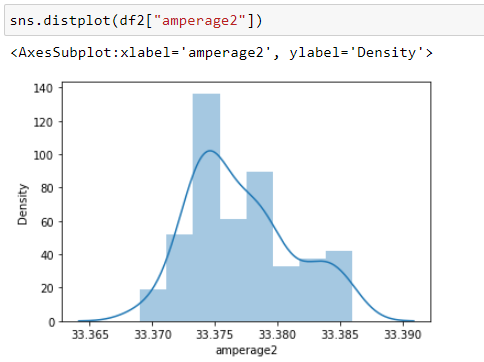 sns.distplot(df2["amperage2"])
<AxesSubplot:xlabel='amperage2', ylabel='Density'>
140
120
100
80
60
40
20
0
Density
33.365 33.370 33.375 33.380 33.385 33.390
amperage2